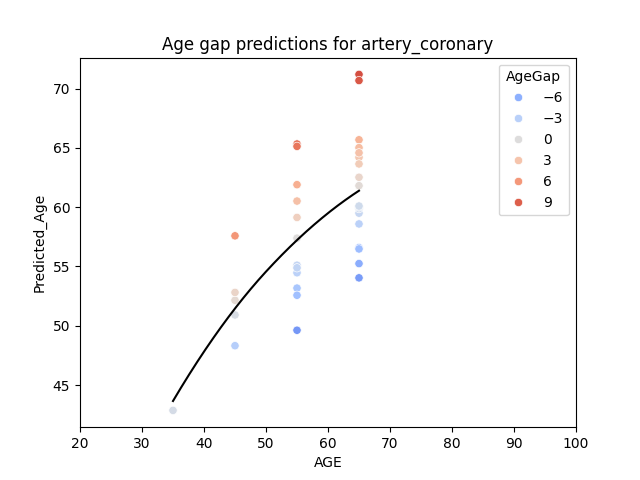 Age gap predictions for artery_coronary
AgeGap
−6
−3
0
3
6
9
70
65
60
55
50
45
Predicted_Age
20 30 40 50 60 70 80 90 100
AGE